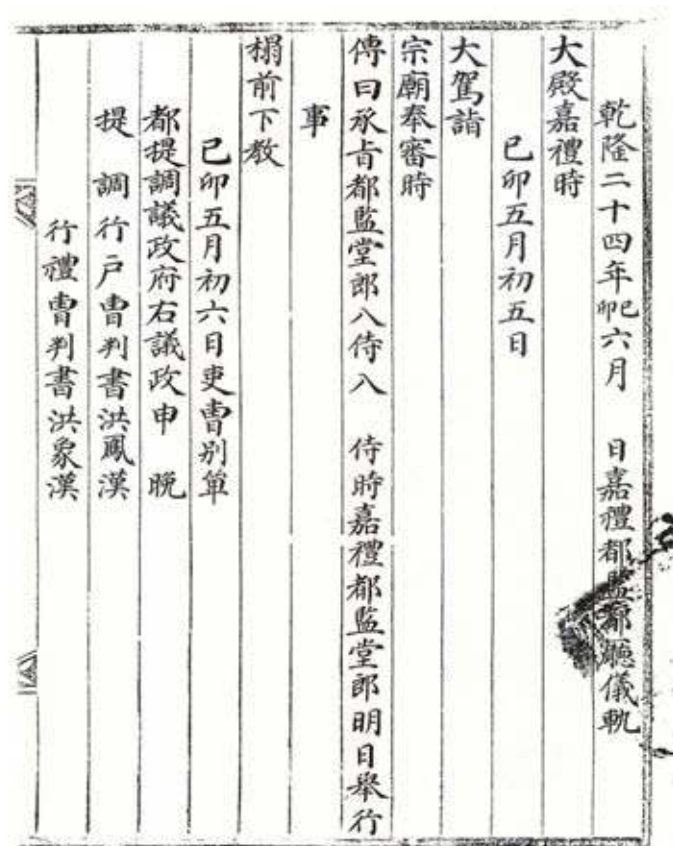 乾隆二十四年己卯六月 日嘉禮都監都廳儀軌
大殿嘉禮時
己卯五月初五日
大駕詣
宗廟奉審時
傳曰承旨都監堂郎入侍入 侍時嘉禮都監堂郎明日擧行
事
榻前下敎
己卯五月初六日吏曺別單
都提調議政府右議政申 晩
提 調行戶曺判書洪鳳漢
行禮曺判書洪象漢